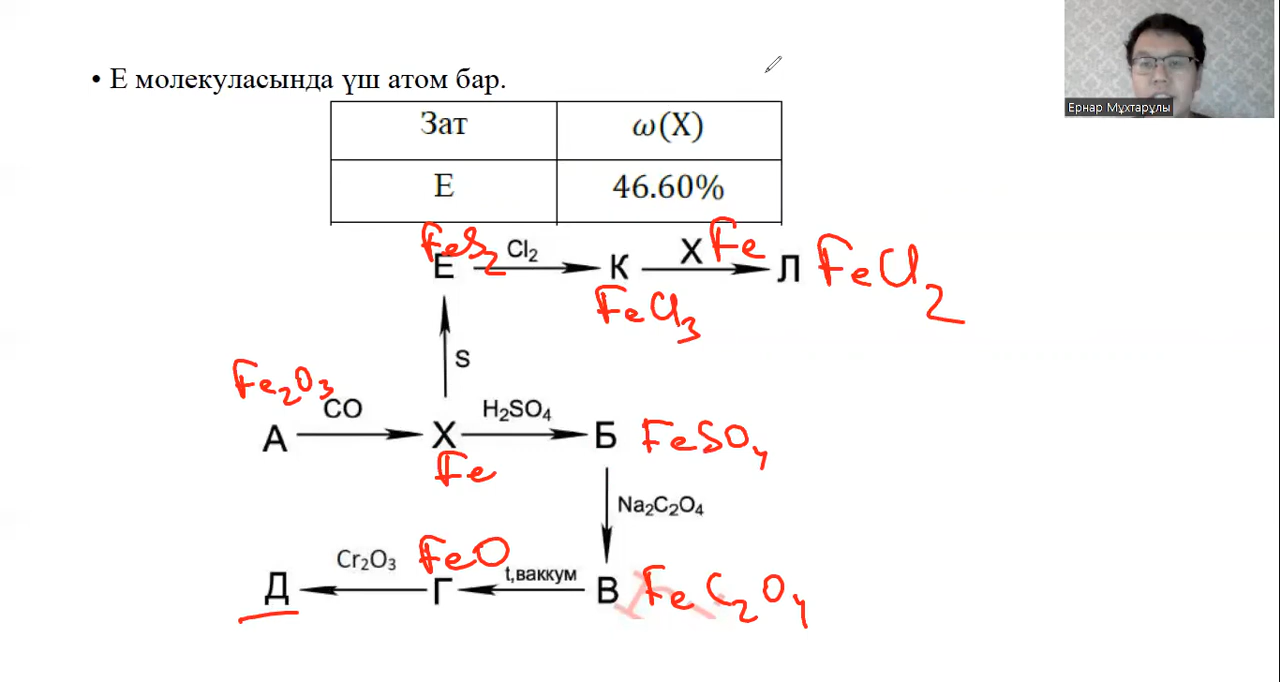 • Е молекуласында үш атом бар.
Ернар Мұхтарұлы
Зат ω(X)
Е 46.60%
FeS₂ Cl₂ X Fe
Е К Л FeCl₂
FeCl₃
S
Fe₂O₃
CO H₂SO₄
А Х Б FeSO₄
Fe
Na₂C₂O₄
Cr₂O₃ FeO t,ваккум
Д Г В FeC₂O₄